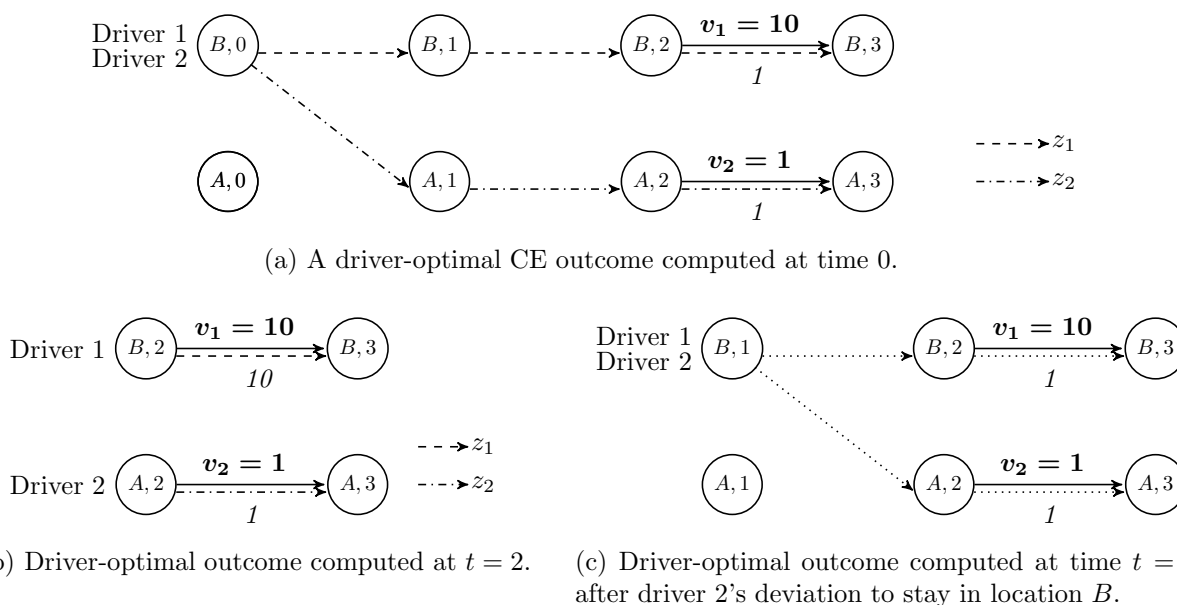 Driver 1
Driver 2
B, 0
B, 1
B, 2
v₁ = 10
1
B, 3
A, 0
A, 1
A, 2
v₂ = 1
1
A, 3
z₁
z₂
(a) A driver-optimal CE outcome computed at time 0.
Driver 1
B, 2
v₁ = 10
10
B, 3
Driver 2
A, 2
v₂ = 1
1
A, 3
z₁
z₂
) Driver-optimal outcome computed at t = 2.
Driver 1
Driver 2
B, 1
B, 2
v₁ = 10
1
B, 3
A, 1
A, 2
v₂ = 1
1
A, 3
(c) Driver-optimal outcome computed at time t =
after driver 2's deviation to stay in location B.